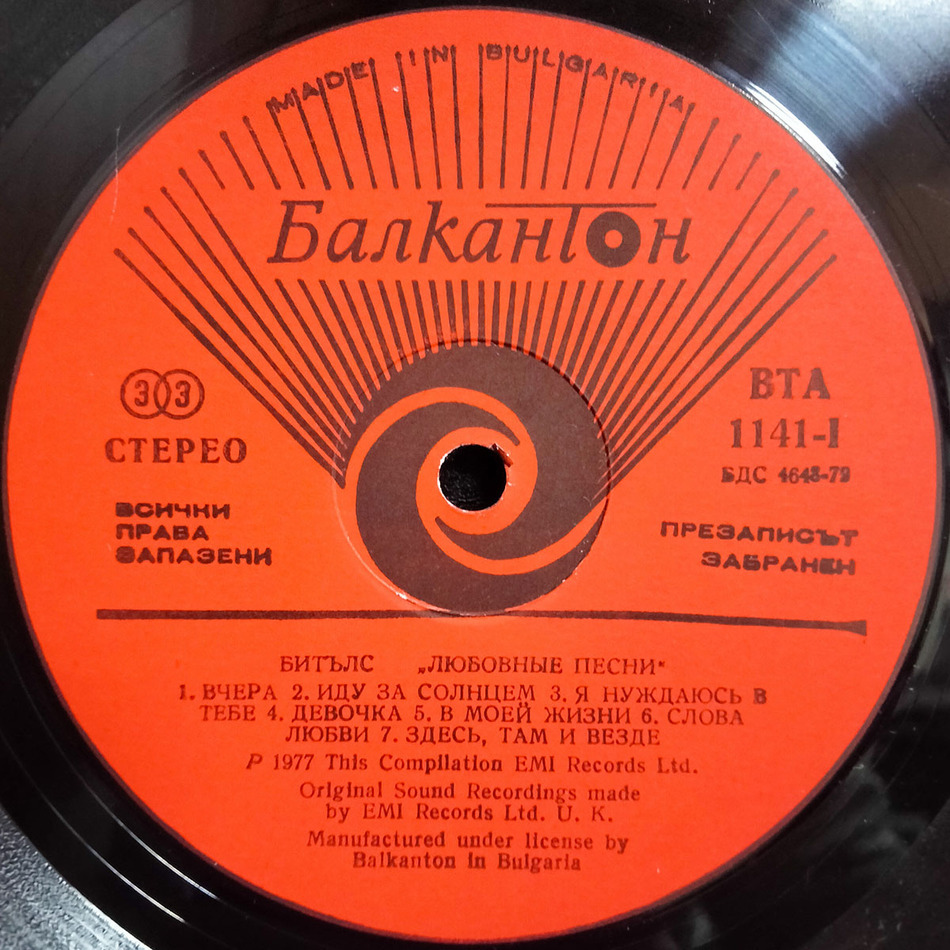 MADE IN BULGARIA
Балкантон
33
СТЕРЕО
ВТА
1141-I
БДС 4643-72
ВСИЧКИ
ПРАВА
ЗАПАЗЕНИ
ПРЕЗАПИСЪТ
ЗАБРАНЕН
БИТЪЛС „ЛЮБОВНЫЕ ПЕСНИ"
1. ВЧЕРА 2. ИДУ ЗА СОЛНЦЕМ 3. Я НУЖДАЮСЬ В
ТЕБЕ 4. ДЕВОЧКА 5. В МОЕЙ ЖИЗНИ 6. СЛОВА
ЛЮБВИ 7. ЗДЕСЬ, ТАМ И ВЕЗДЕ
P 1977 This Compilation EMI Records Ltd.
Original Sound Recordings made
by EMI Records Ltd. U. K.
Manufactured under license by
Balkanton in Bulgaria